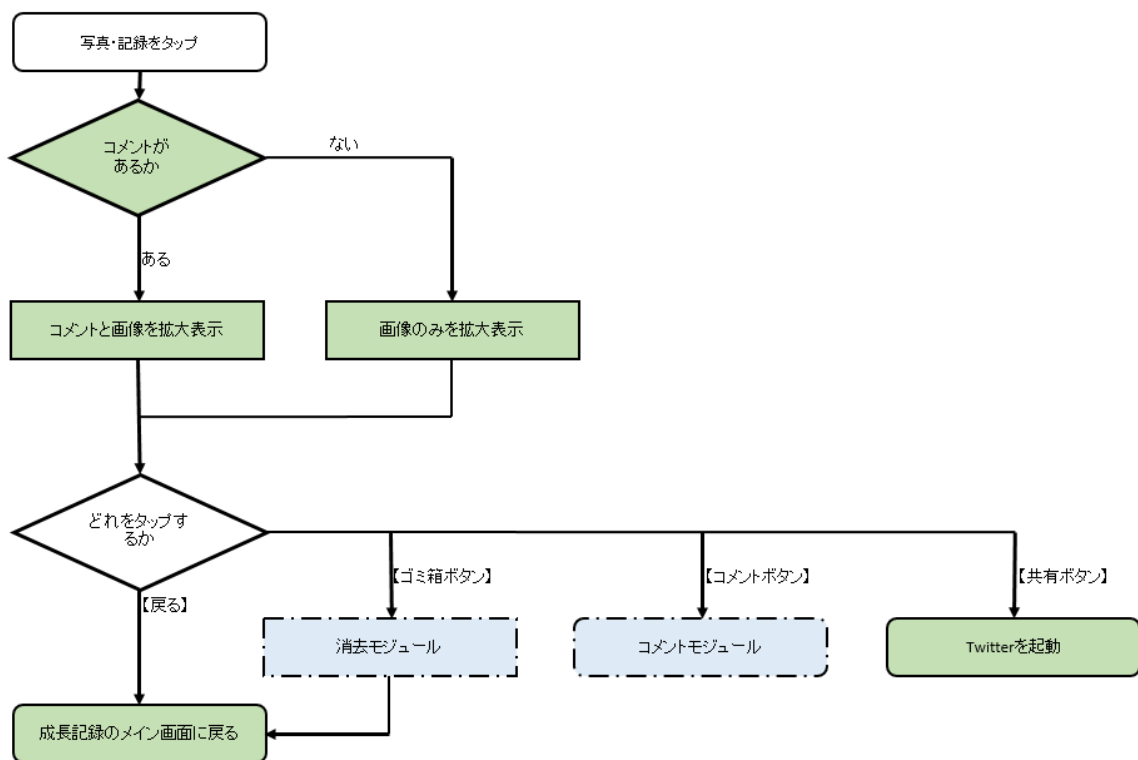 写真・記録をタップ
コメントが
あるか
ない
ある
コメントと画像を拡大表示
画像のみを拡大表示
どれをタップす
るか
【ゴミ箱ボタン】
【コメントボタン】
【共有ボタン】
【戻る】
消去モジュール
コメントモジュール
Twitterを起動
成長記録のメイン画面に戻る